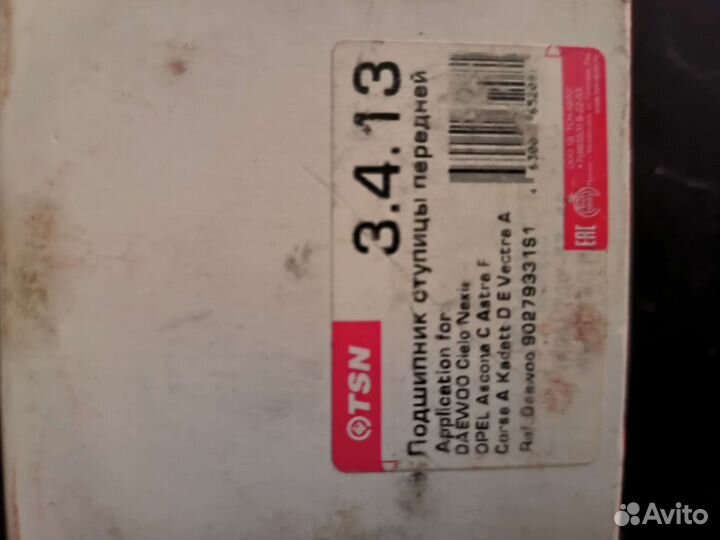 TSN
3.4.13
Подшипник ступицы передней
Application for:
DAEWOO Cielo Nexia
OPEL Ascona C Astra F
Corsa A Kadett D E Vectra A
Ref. Daewoo 90279331S1
EAC
Avito